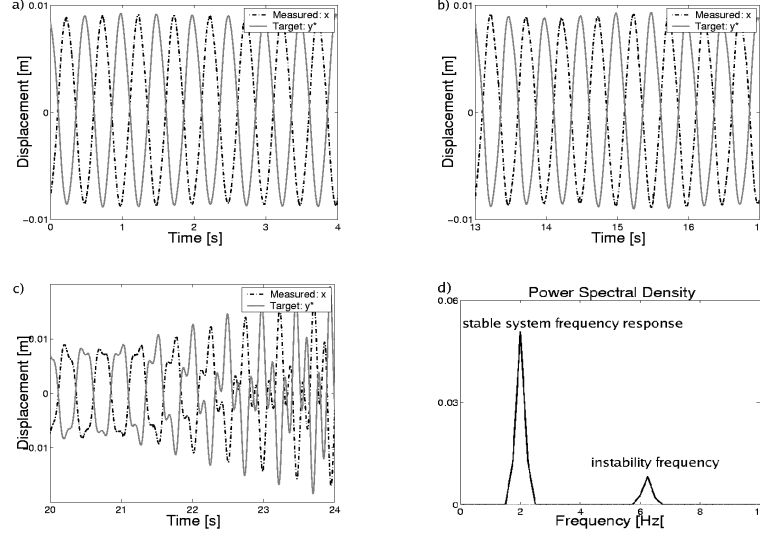 a)
0.01
0
−0.01
Displacement [m]
Measured: x
Target: y*
0 1 2 3 4
Time [s]
b)
0.01
0
−0.01
Displacement [m]
Measured: x
Target: y*
13 14 15 16 17
Time [s]
c)
0.01
0
0.01
Displacement [m]
Measured: x
Target: y*
20 21 22 23 24
Time [s]
d)
Power Spectral Density
0.06
0.03
0
stable system frequency response
instability frequency
0 2 4 6 8 10
Frequency [Hz[